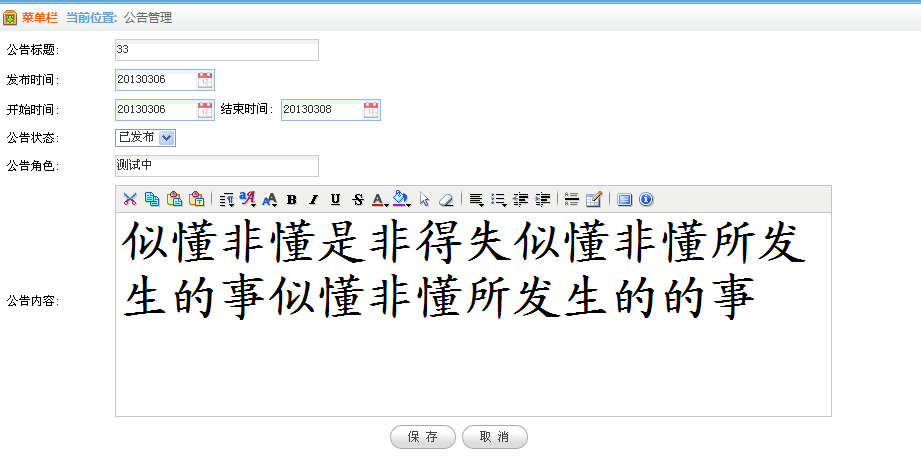 菜单栏 当前位置: 公告管理
公告标题: 33
发布时间: 20130306
开始时间: 20130306 结束时间: 20130308
公告状态: 已发布
公告角色: 测试中
公告内容:
似懂非懂是非得失似懂非懂所发
生的事似懂非懂所发生的的事
保 存 取 消